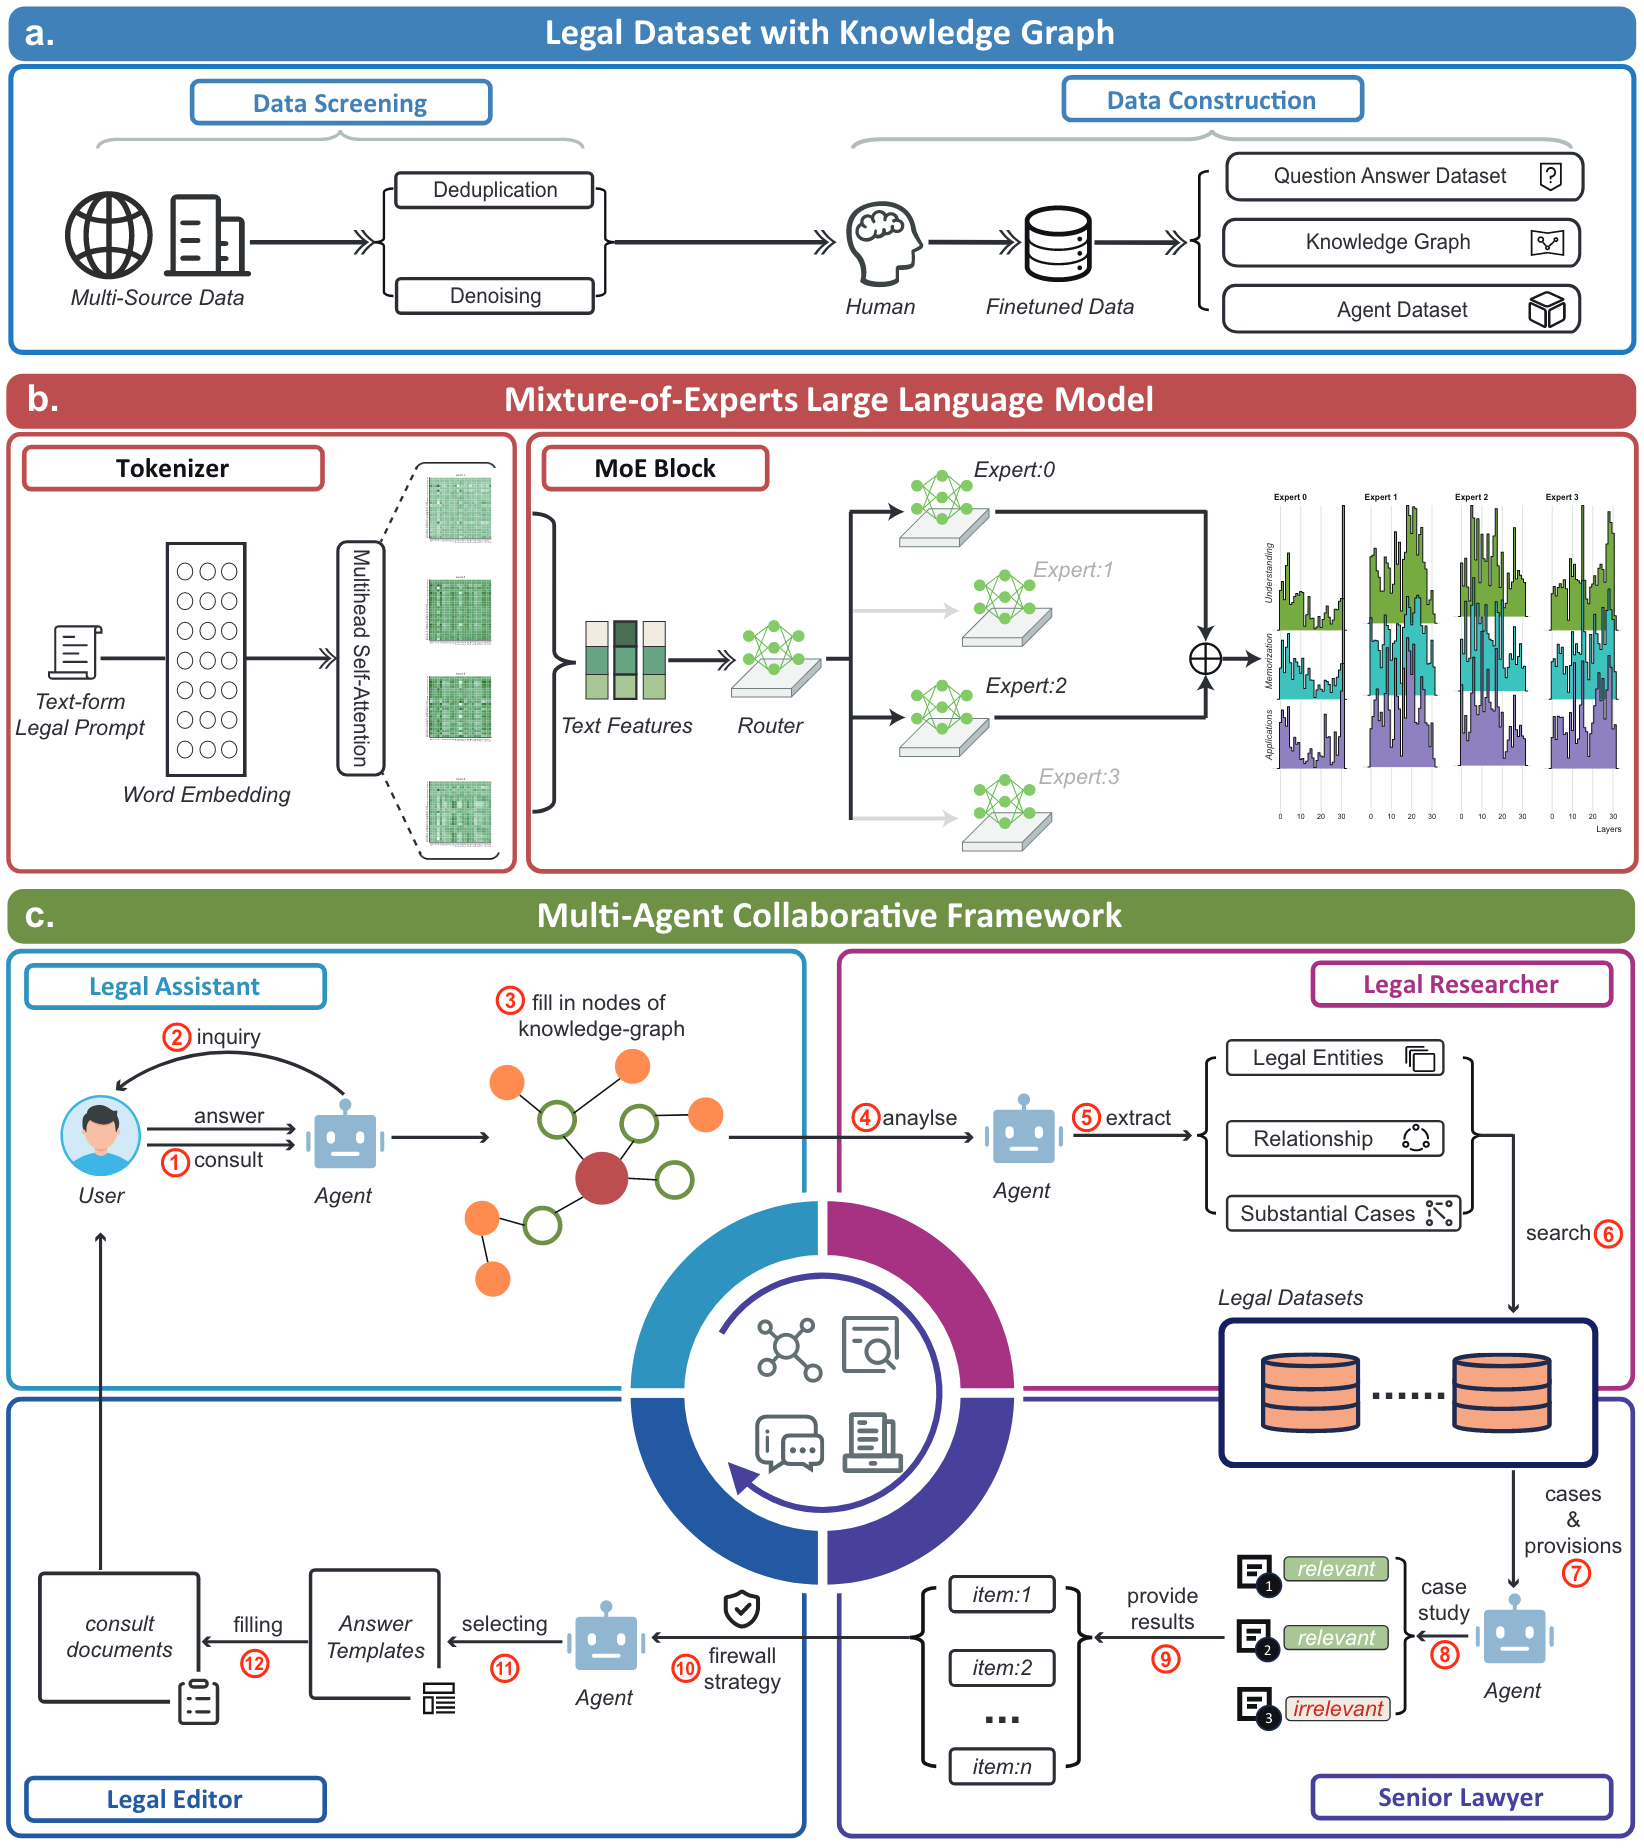 a.
Legal Dataset with Knowledge Graph
Data Screening
Data Construction
Multi-Source Data
Deduplication
Denoising
Human
Finetuned Data
Question Answer Dataset
Knowledge Graph
Agent Dataset
b.
Mixture-of-Experts Large Language Model
Tokenizer
Text-form
Legal Prompt
Word Embedding
Multihead Self-Attention
MoE Block
Text Features
Router
Expert:0
Expert:1
Expert:2
Expert:3
Expert 0
Expert 1
Expert 2
Expert 3
Understanding
Memorization
Applications
0 10 20 30
0 10 20 30
0 10 20 30
0 10 20 30
Layers
c.
Multi-Agent Collaborative Framework
Legal Assistant
2 inquiry
answer
1 consult
User
Agent
3 fill in nodes of
knowledge-graph
Legal Researcher
4 anaylse
Agent
5 extract
Legal Entities
Relationship
Substantial Cases
search 6
Legal Datasets
cases
&
provisions
7
Agent
case
study
8
1 relevant
2 relevant
3 irrelevant
provide
results
9
item:1
item:2
...
item:n
Senior Lawyer
10 firewall
strategy
Agent
selecting
11
Answer
Templates
filling
12
consult
documents
Legal Editor